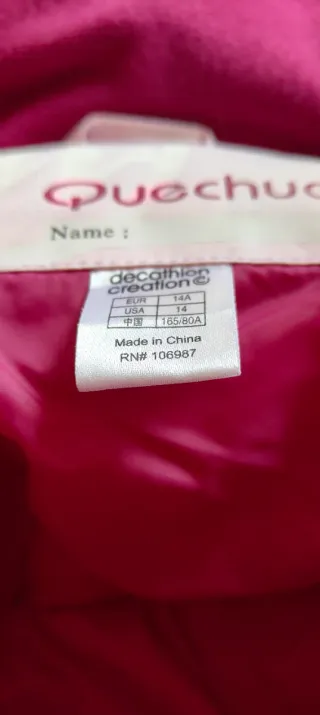 Quechua
Name :
decathlon
creation©
EUR 14A
USA 14
中国 165/80A
Made in China
RN# 106987